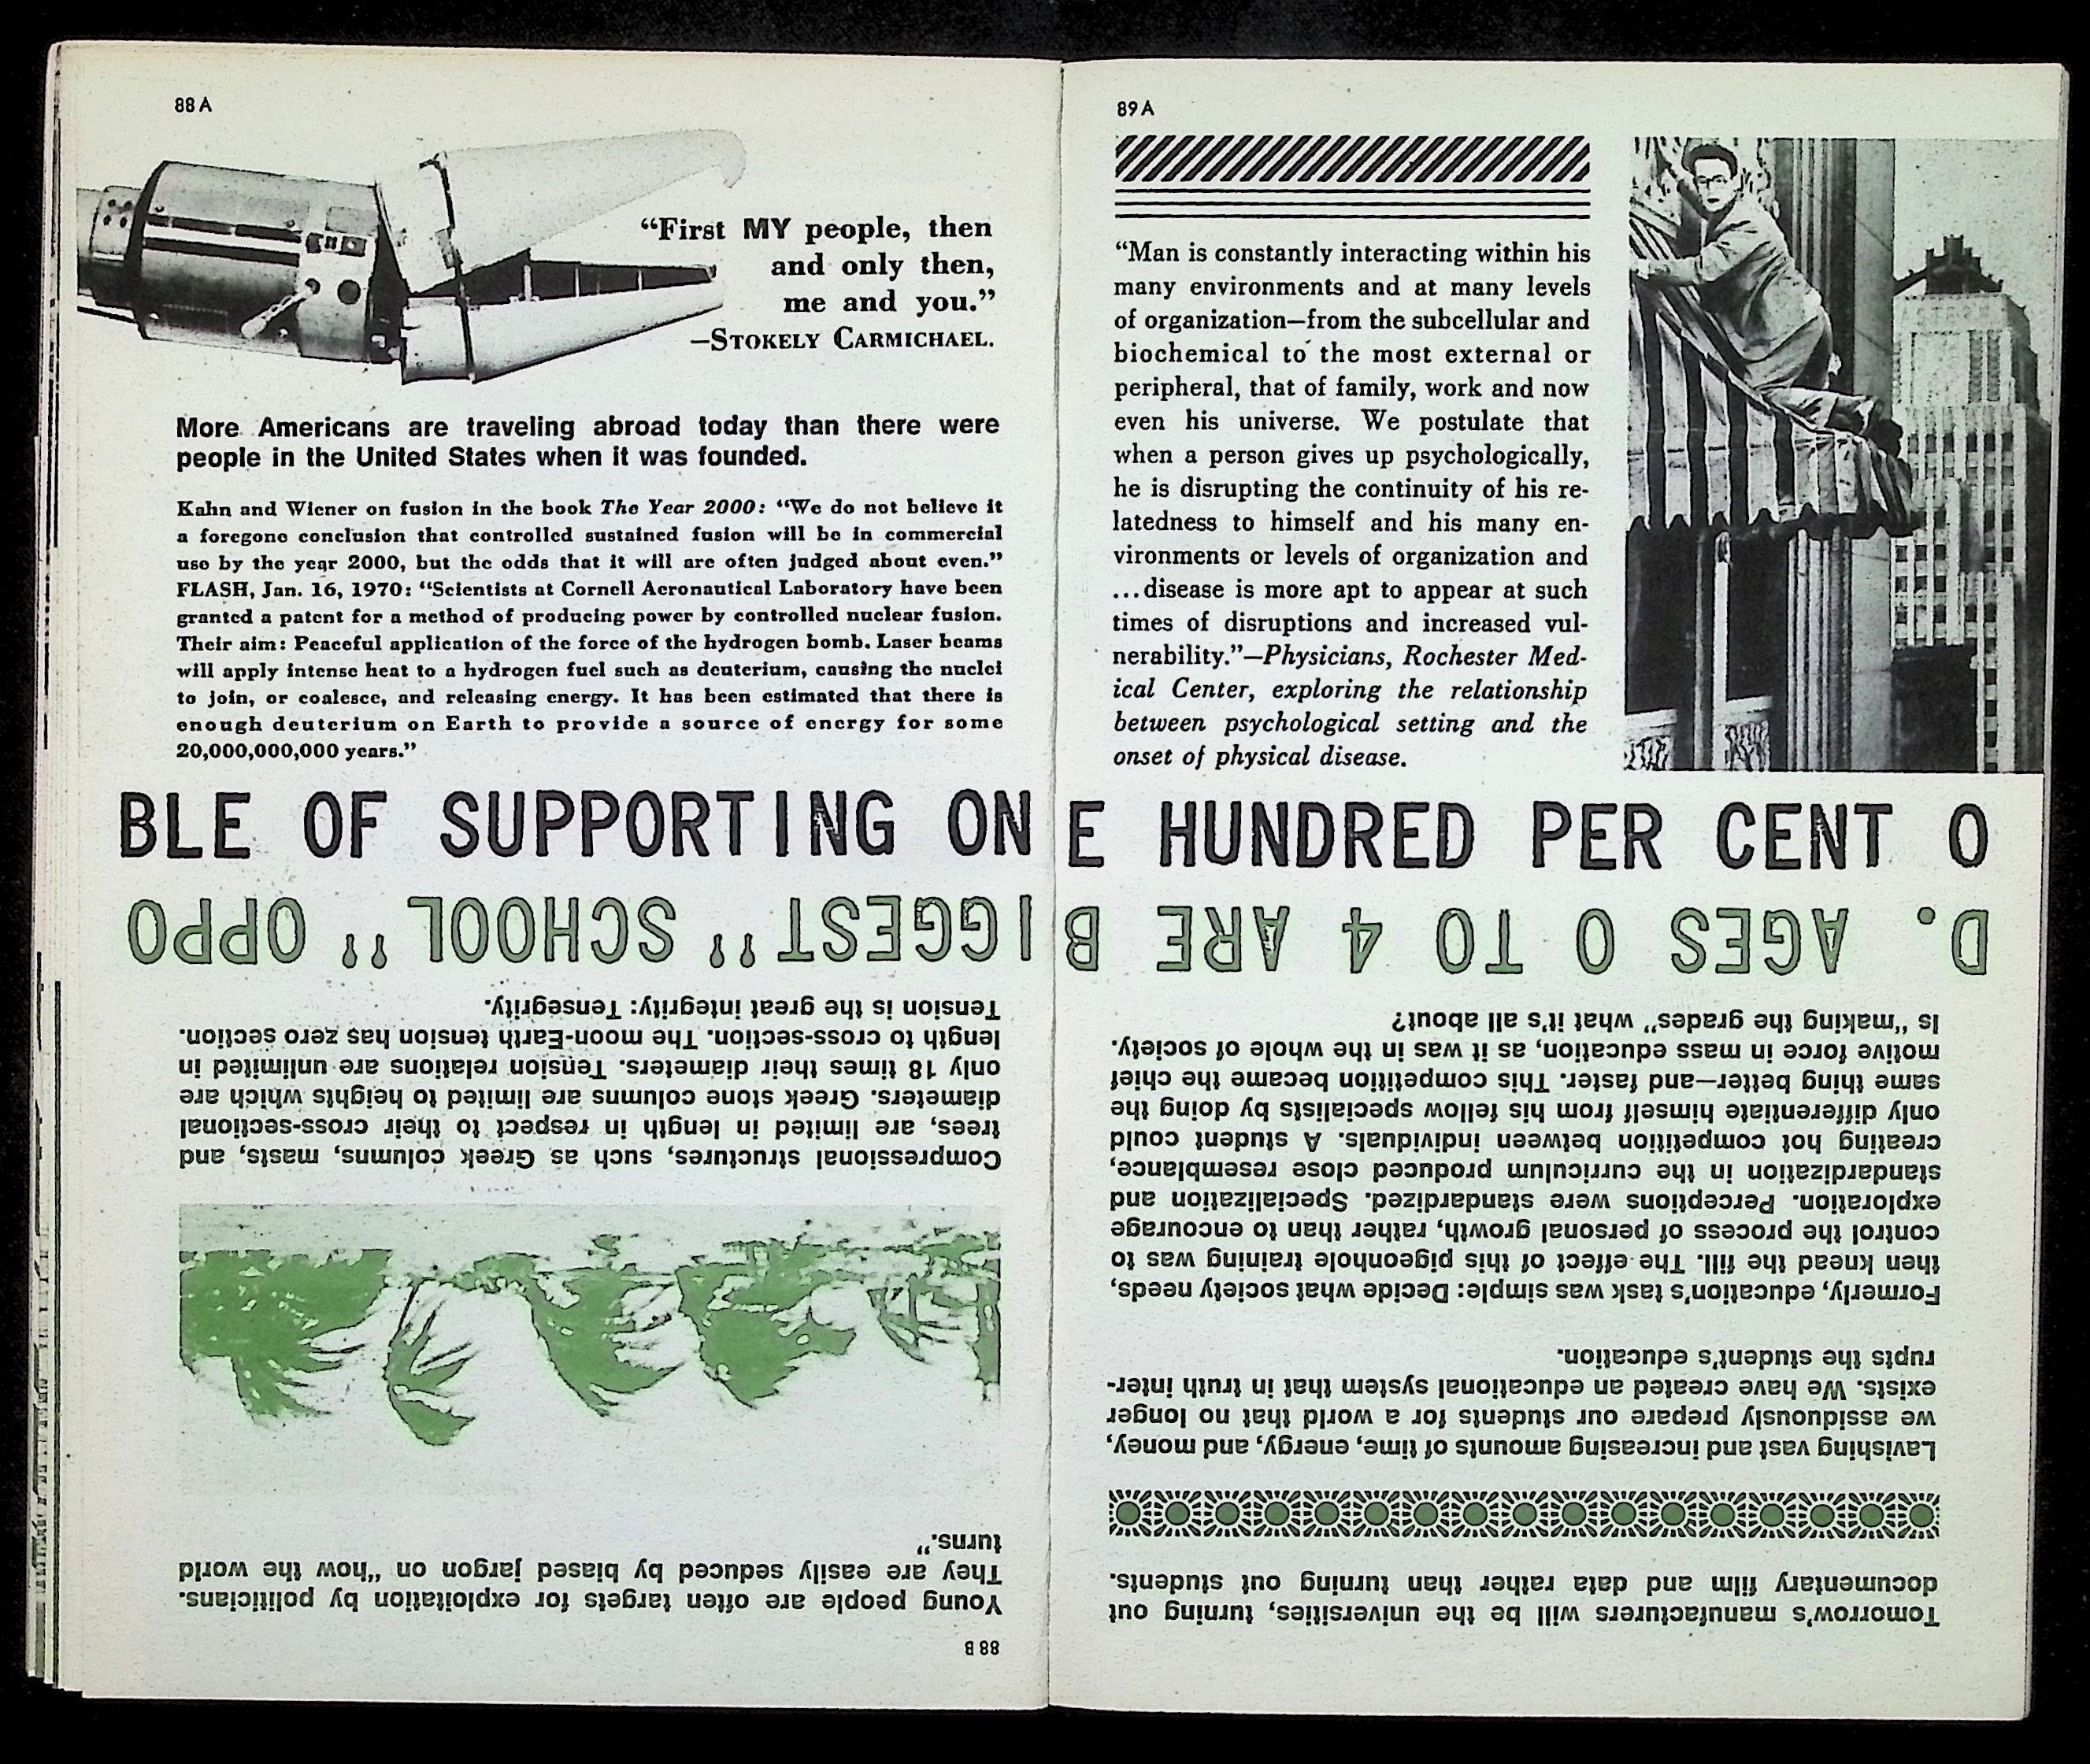 88 A
“First MY people, then
and only then,
me and you.”
—STOKELY CARMICHAEL.
More Americans are traveling abroad today than there were
people in the United States when it was founded.
Kahn and Wiener on fusion in the book The Year 2000: “We do not believe it
a foregone conclusion that controlled sustained fusion will be in commercial
use by the year 2000, but the odds that it will are often judged about even.”
FLASH, Jan. 16, 1970: “Scientists at Cornell Aeronautical Laboratory have been
granted a patent for a method of producing power by controlled nuclear fusion.
Their aim: Peaceful application of the force of the hydrogen bomb. Laser beams
will apply intense heat to a hydrogen fuel such as deuterium, causing the nuclei
to join, or coalesce, and releasing energy. It has been estimated that there is
enough deuterium on Earth to provide a source of energy for some
20,000,000,000 years.”
89 A
“Man is constantly interacting within his
many environments and at many levels
of organization—from the subcellular and
biochemical to the most external or
peripheral, that of family, work and now
even his universe. We postulate that
when a person gives up psychologically,
he is disrupting the continuity of his re-
latedness to himself and his many en-
vironments or levels of organization and
...disease is more apt to appear at such
times of disruptions and increased vul-
nerability.”—Physicians, Rochester Med-
ical Center, exploring the relationship
between psychological setting and the
onset of physical disease.
BLE OF SUPPORTING ONE HUNDRED PER CENT O
D. AGES 0 TO 4 ARE BIGGEST "SCHOOL" OPPO
Tomorrow's manufacturers will be the universities, turning out
documentary film and data rather than turning out students.
Lavishing vast and increasing amounts of time, energy, and money,
we assiduously prepare our students for a world that no longer
exists. We have created an educational system that in truth inter-
rupts the student's education.
Formerly, education's task was simple: Decide what society needs,
then knead the fill. The effect of this pigeonhole training was to
control the process of personal growth, rather than to encourage
exploration. Perceptions were standardized. Specialization and
standardization in the curriculum produced close resemblance,
creating hot competition between individuals. A student could
only differentiate himself from his fellow specialists by doing the
same thing better—and faster. This competition became the chief
motive force in mass education, as it was in the whole of society.
Is "making the grades" what it's all about?
88 B
Young people are often targets for exploitation by politicians.
They are easily seduced by biased jargon on "how the world
turns."
Compressional structures, such as Greek columns, masts, and
trees, are limited in length in respect to their cross-sectional
diameters. Greek stone columns are limited to heights which are
only 18 times their diameters. Tension relations are unlimited in
length to cross-section. The moon-Earth tension has zero section.
Tension is the great integrity: Tensegrity.